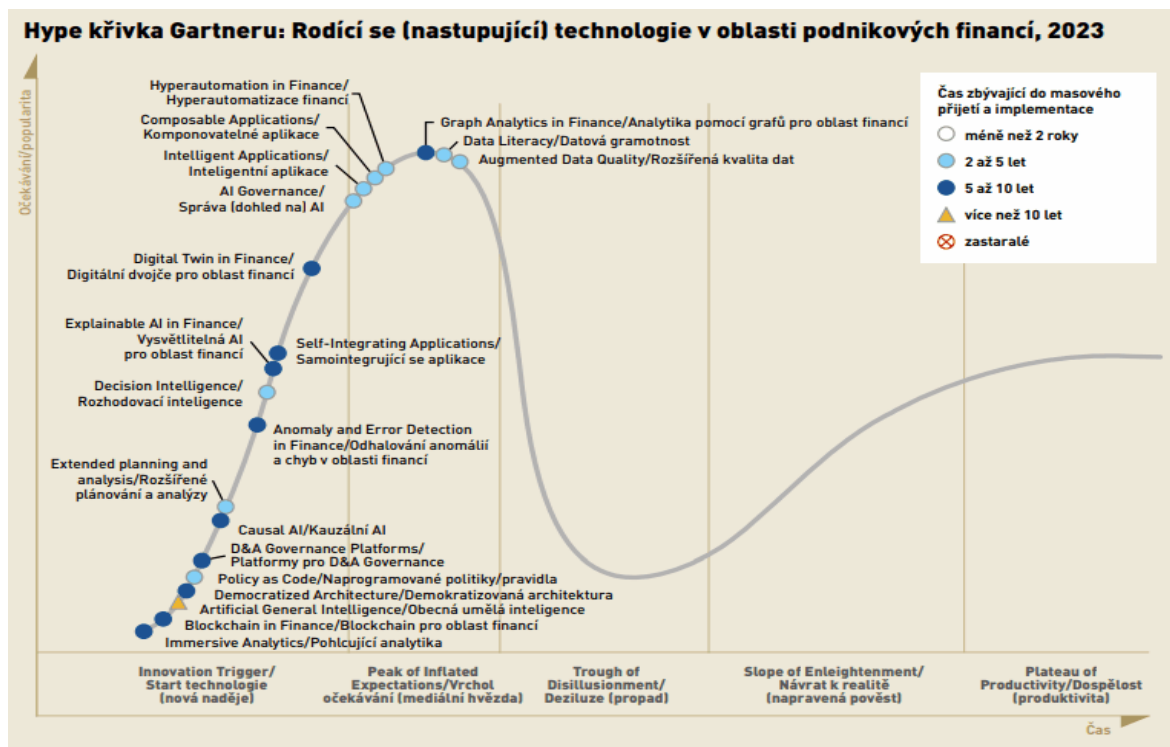 Hype křivka Gartneru: Rodící se (nastupující) technologie v oblasti podnikových financí, 2023
Očekávání/popularita
Hyperautomation in Finance/
Hyperautomatizace financí
Composable Applications/
Komponovatelné aplikace
Intelligent Applications/
Inteligentní aplikace
AI Governance/
Správa (dohled na) AI
Digital Twin in Finance/
Digitální dvojče pro oblast financí
Explainable AI in Finance/
Vysvětlitelná AI
pro oblast financí
Decision Intelligence/
Rozhodovací inteligence
Extended planning and
analysis/Rozšířené
plánování a analýzy
Graph Analytics in Finance/Analytika pomocí grafů pro oblast financí
Data Literacy/Datová gramotnost
Augmented Data Quality/Rozšířená kvalita dat
Self-Integrating Applications/
Samointegrující se aplikace
Anomaly and Error Detection
in Finance/Odhalování anomálií
a chyb v oblasti financí
Causal AI/Kauzální AI
D&A Governance Platforms/
Platformy pro D&A Governance
Policy as Code/Naprogramované politiky/pravidla
Democratized Architecture/Demokratizovaná architektura
Artificial General Intelligence/Obecná umělá inteligence
Blockchain in Finance/Blockchain pro oblast financí
Immersive Analytics/Pohlcující analytika
Čas zbývající do masového
přijetí a implementace
méně než 2 roky
2 až 5 let
5 až 10 let
více než 10 let
zastaralé
Innovation Trigger/
Start technologie
(nová naděje)
Peak of Inflated
Expectations/Vrchol
očekávání (mediální hvězda)
Trough of
Disillusionment/
Deziluze (propad)
Slope of Enleightenment/
Návrat k realitě
(napravená pověst)
Plateau of
Productivity/Dospělost
(produktivita)
Čas